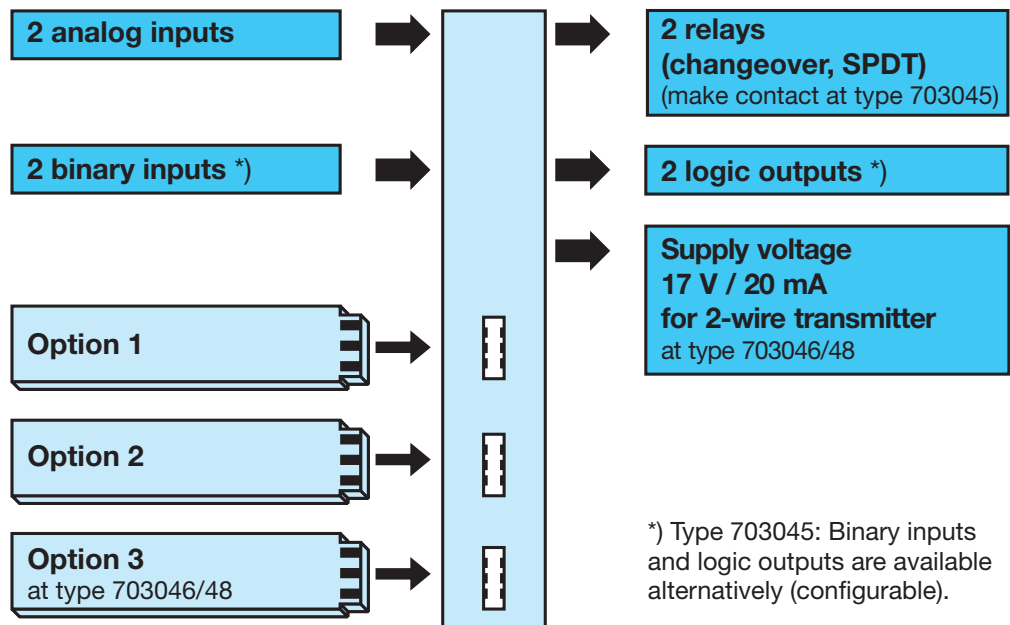 2 analog inputs
2 relays
(changeover, SPDT)
(make contact at type 703045)
2 binary inputs *)
2 logic outputs *)
Supply voltage
17 V / 20 mA
for 2-wire transmitter
at type 703046/48
Option 1
Option 2
Option 3
at type 703046/48
*) Type 703045: Binary inputs
and logic outputs are available
alternatively (configurable).